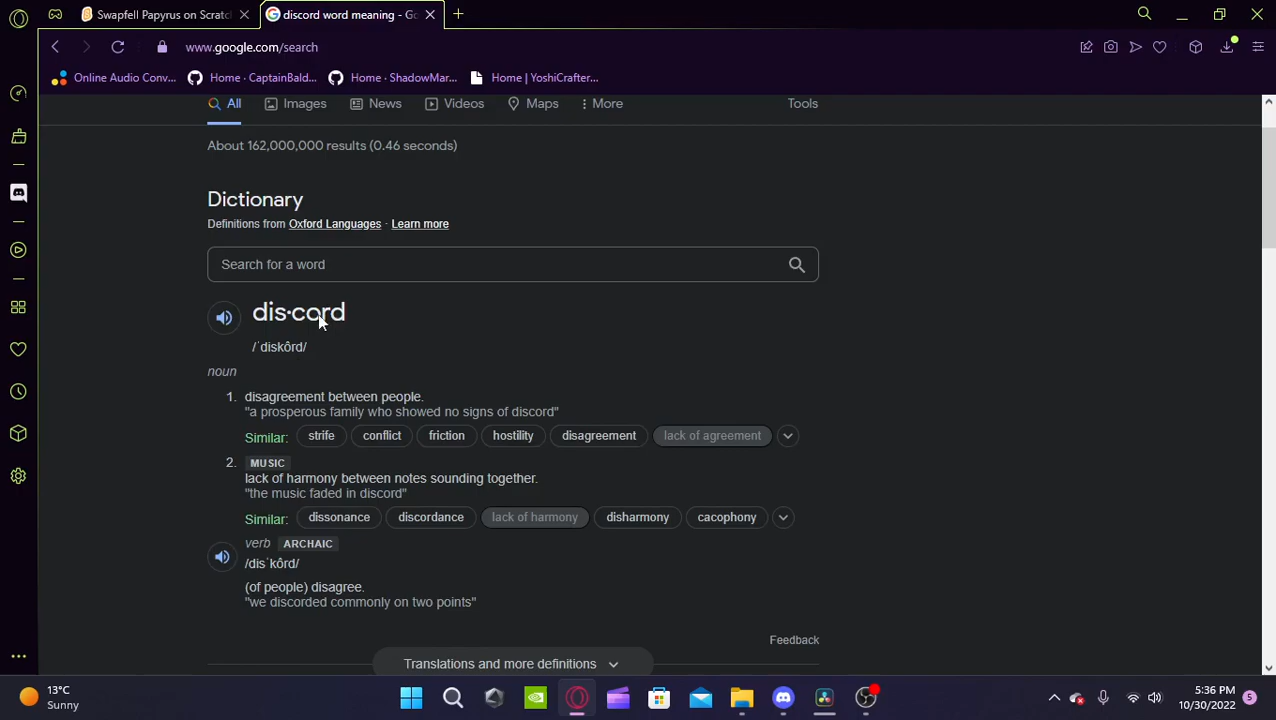 Swapfell Papyrus on Scratch
discord word meaning - Go
www.google.com/search
Online Audio Conv... Home · CaptainBald... Home · ShadowMar... Home | YoshiCrafter...
All Images News Videos Maps More Tools
About 162,000,000 results (0.46 seconds)
Dictionary
Definitions from Oxford Languages · Learn more
Search for a word
dis·cord
/ˈdiskôrd/
noun
1. disagreement between people.
"a prosperous family who showed no signs of discord"
Similar: strife conflict friction hostility disagreement lack of agreement
2. MUSIC
lack of harmony between notes sounding together.
"the music faded in discord"
Similar: dissonance discordance lack of harmony disharmony cacophony
verb ARCHAIC
/disˈkôrd/
(of people) disagree.
"we discorded commonly on two points"
Feedback
Translations and more definitions
13°C
Sunny
5:36 PM
10/30/2022
5